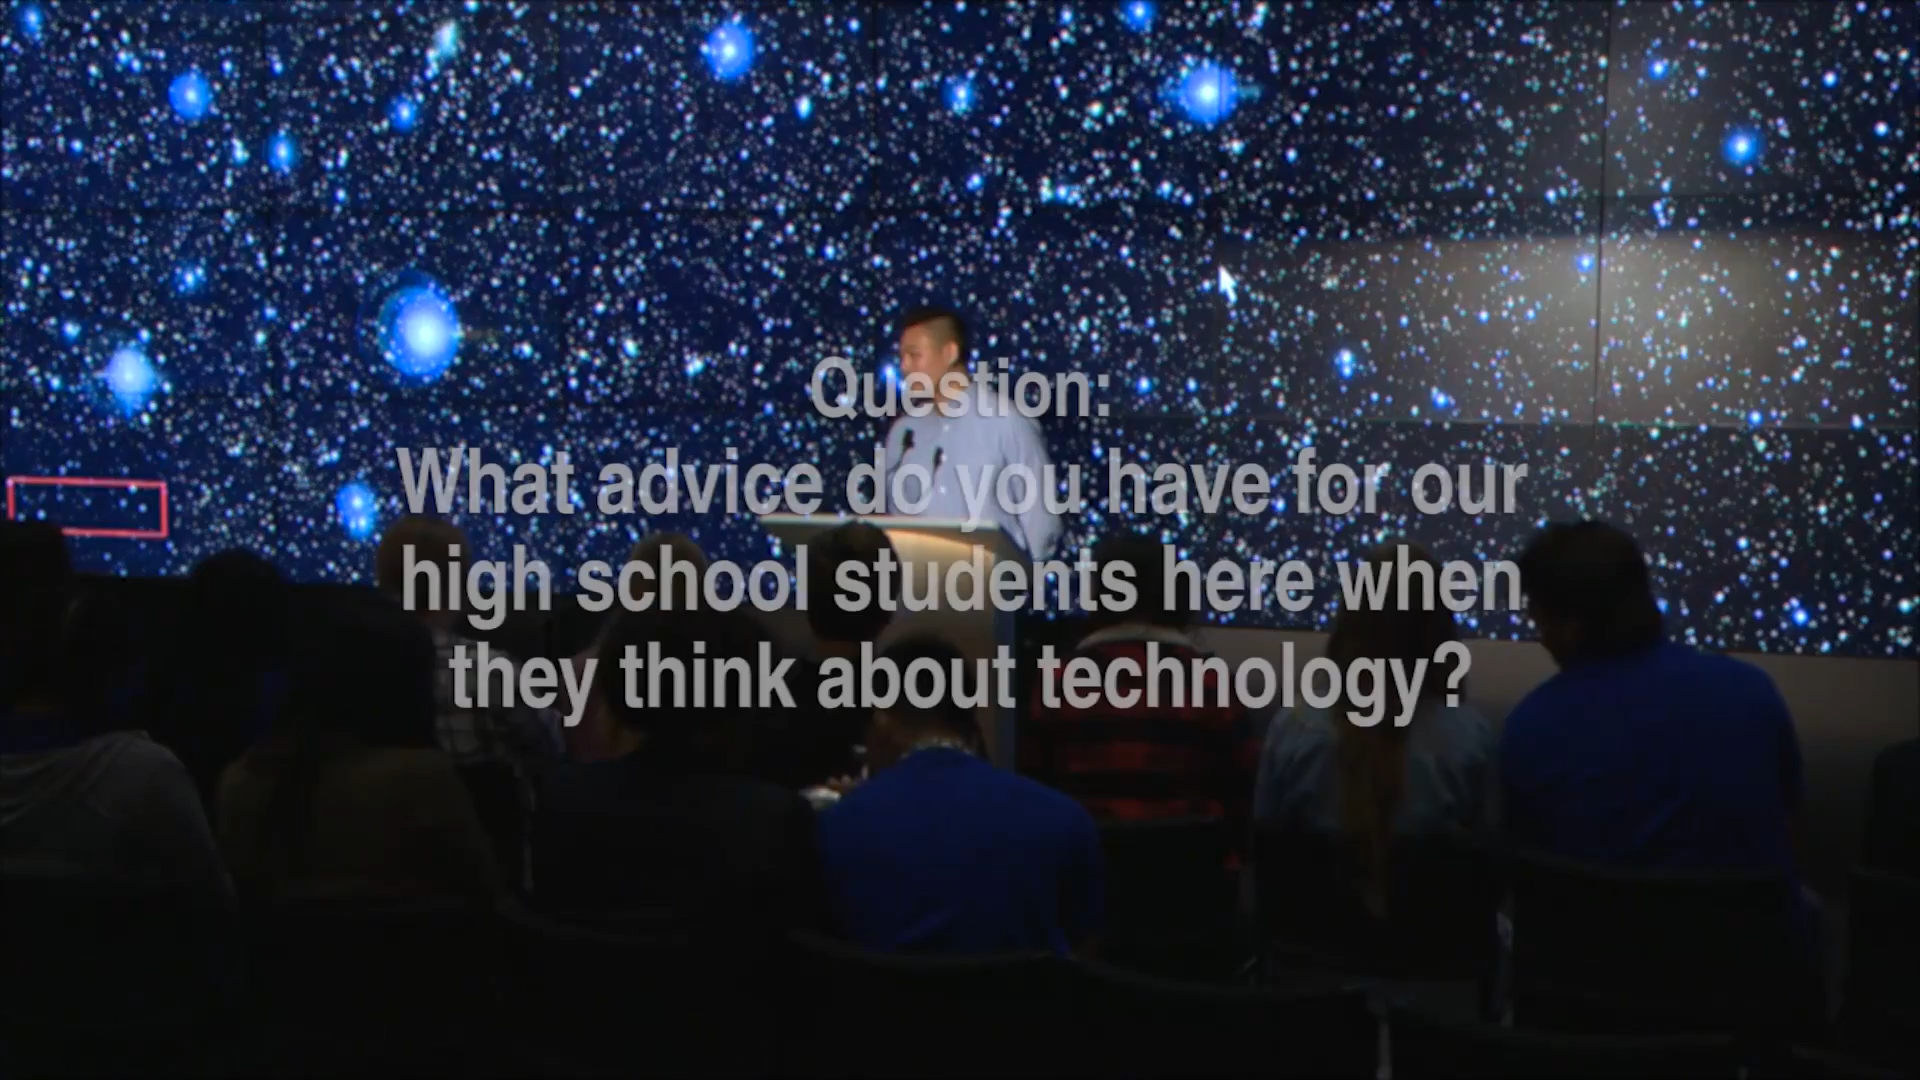 Question:
What advice do you have for our
high school students here when
they think about technology?